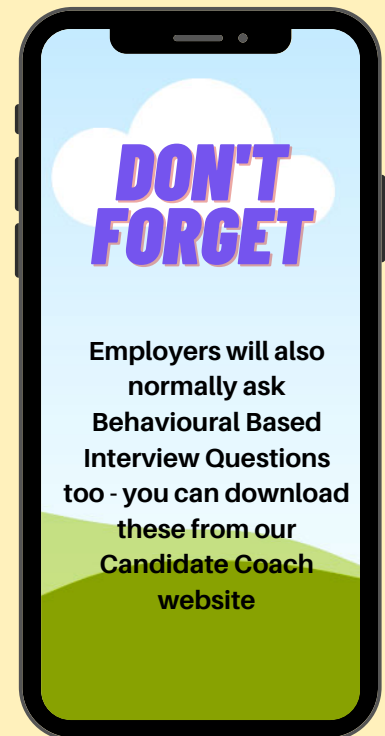 DON'T
FORGET
Employers will also
normally ask
Behavioural Based
Interview Questions
too - you can download
these from our
Candidate Coach
website